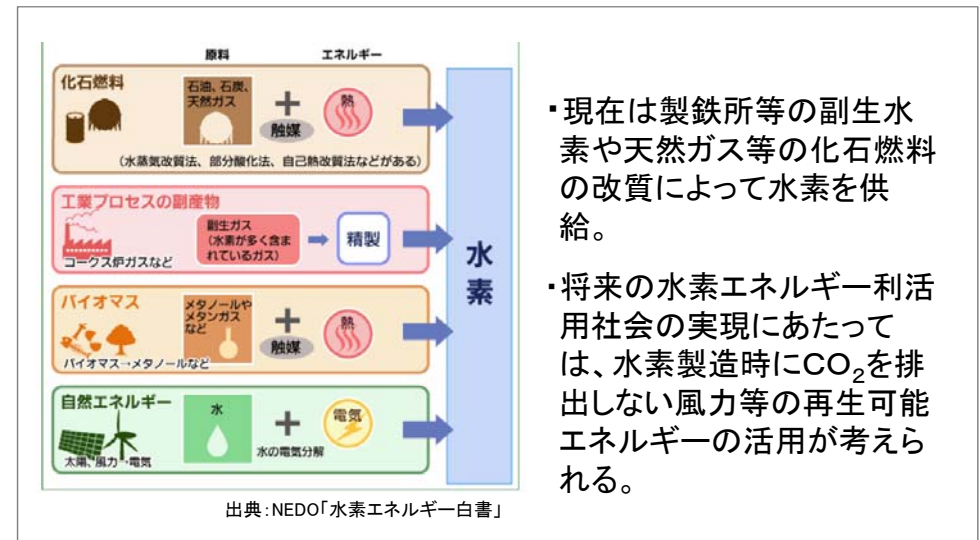 原料 エネルギー
化石燃料
石油、石炭、
天然ガス
+
触媒
熱
(水蒸気改質法、部分酸化法、自己熱改質法などがある)
工業プロセスの副産物
副生ガス
(水素が多く含ま
れているガス)
精製
コークス炉ガスなど
バイオマス
メタノールや
メタンガス
など
+
触媒
熱
バイオマス→メタノールなど
自然エネルギー
水
+
電気
水の電気分解
太陽、風力→電気
水素
出典:NEDO「水素エネルギー白書」
・現在は製鉄所等の副生水
素や天然ガス等の化石燃料
の改質によって水素を供
給。
・将来の水素エネルギー利活
用社会の実現にあたって
は、水素製造時にCO₂を排
出しない風力等の再生可能
エネルギーの活用が考えら
れる。